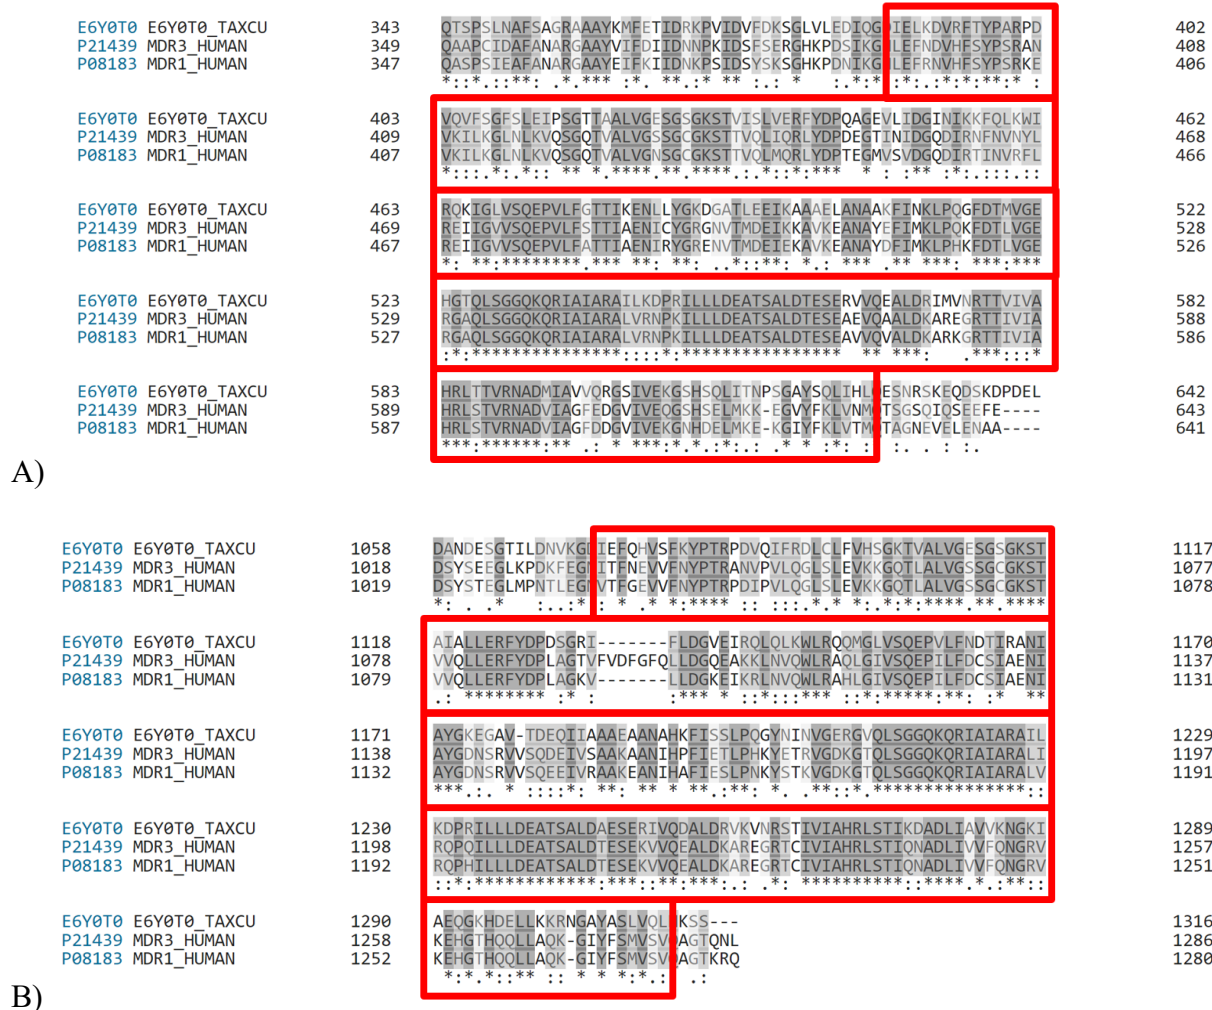 E6Y0T0 E6Y0T0_TAXCU 343 QTSPSLNAFSAGRAAAYKMFETIDRKPVIDVFDKSGLVLEDIQGDIELKDVRFTYPARPD 402
P21439 MDR3_HUMAN 349 QAAPCIDAFANARGAAYVIFDIIDNNPKIDSFSERGHKPDSIKGNLEFNDVHFSYPSRAN 408
P08183 MDR1_HUMAN 347 QASPSIEAFANARGAAYEIFKIIDNKPSIDSYSKSGHKPDNIKGNLEFRNVHFSYPSRKE 406
E6Y0T0 E6Y0T0_TAXCU 403 VQVFSGFSLEIPSGTTAALVGESGSGKSTVISLVERFYDPQAGEVLIDGINIKKFQLKWI 462
P21439 MDR3_HUMAN 409 VKILKGLNLKVQSGQTVALVGSSGCGKSTTVQLIQRLYDPDEGTINIDGQDIRNFNVNYL 468
P08183 MDR1_HUMAN 407 VKILKGLNLKVQSGQTVALVGNSGCGKSTTVQLMQRLYDPTEGMVSVDGQDIRTINVRFL 466
E6Y0T0 E6Y0T0_TAXCU 463 RQKIGLVSQEPVLFGTTIKENLLYGKDGATLEEIKAAAELANAAKFINKLPQGFDTMVGE 522
P21439 MDR3_HUMAN 469 REIIGVVSQEPVLFSTTIAENICYGRGNVTMDEIKKAVKEANAYEFIMKLPQKFDTLVGE 528
P08183 MDR1_HUMAN 467 REIIGVVSQEPVLFATTIAENIRYGRENVTMDEIEKAVKEANAYDFIMKLPHKFDTLVGE 526
E6Y0T0 E6Y0T0_TAXCU 523 HGTQLSGGQKQRIAIARAILKDPRILLLDEATSALDTESERVVQEALDRIMVNRTTVIVA 582
P21439 MDR3_HUMAN 529 RGAQLSGGQKQRIAIARALVRNPKILLLDEATSALDTESEAEVQAALDKAREGRTTIVIA 588
P08183 MDR1_HUMAN 527 RGAQLSGGQKQRIAIARALVRNPKILLLDEATSALDTESEAVVQVALDKARKGRTTIVIA 586
E6Y0T0 E6Y0T0_TAXCU 583 HRLTTVRNADMIAVVQRGSIVEKGSHSQLITNPSGAYSQLIHLQESNRSKEQDSKDPDEL 642
P21439 MDR3_HUMAN 589 HRLSTVRNADVIAGFEDGVIVEQGSHSELMKK-EGVYFKLVNMQTSGSQIQSEEFE---- 643
P08183 MDR1_HUMAN 587 HRLSTVRNADVIAGFDDGVIVEKGNHDELMKE-KGIYFKLVTMQTAGNEVELENAA---- 641
A)
E6Y0T0 E6Y0T0_TAXCU 1058 DANDESGTILDNVKGDIEFQHVSFKYPTRPDVQIFRDLCLFVHSGKTVALVGESGSGKST 1117
P21439 MDR3_HUMAN 1018 DSYSEEGLKPDKFEGNITFNEVVFNYPTRANVPVLQGLSLEVKKGQTLALVGSSGCGKST 1077
P08183 MDR1_HUMAN 1019 DSYSTEGLMPNTLEGNVTFGEVVFNYPTRPDIPVLQGLSLEVKKGQTLALVGSSGCGKST 1078
E6Y0T0 E6Y0T0_TAXCU 1118 AIALLERFYDPDSGRI-------FLDGVEIRQLQLKWLRQQMGLVSQEPVLFNDTIRANI 1170
P21439 MDR3_HUMAN 1078 VVQLLERFYDPLAGTVFVDFGFQLLDGQEAKKLNVQWLRAQLGIVSQEPILFDCSIAENI 1137
P08183 MDR1_HUMAN 1079 VVQLLERFYDPLAGKV-------LLDGKEIKRLNVQWLRAHLGIVSQEPILFDCSIAENI 1131
E6Y0T0 E6Y0T0_TAXCU 1171 AYGKEGAV-TDEQIIAAAEAANAHKFISSLPQGYNINVGERGVQLSGGQKQRIAIARAIL 1229
P21439 MDR3_HUMAN 1138 AYGDNSRVVSQDEIVSAAKAANIHPFIETLPHKYETRVGDKGTQLSGGQKQRIAIARALI 1197
P08183 MDR1_HUMAN 1132 AYGDNSRVVSQEEIVRAAKEANIHAFIESLPNKYSTKVGDKGTQLSGGQKQRIAIARALV 1191
E6Y0T0 E6Y0T0_TAXCU 1230 KDPRILLLDEATSALDAESERIVQDALDRVKVNRSTIVIAHRLSTIKDADLIAVVKNGKI 1289
P21439 MDR3_HUMAN 1198 RQPQILLLDEATSALDTESEKVVQEALDKAREGRTCIVIAHRLSTIQNADLIVVFQNGRV 1257
P08183 MDR1_HUMAN 1192 RQPHILLLDEATSALDTESEKVVQEALDKAREGRTCIVIAHRLSTIQNADLIVVFQNGRV 1251
E6Y0T0 E6Y0T0_TAXCU 1290 AEQGKHDELLKKRNGAYASLVQLHKSS--- 1316
P21439 MDR3_HUMAN 1258 KEHGTHQQLLAQK-GIYFSMVSVQAGTQNL 1286
P08183 MDR1_HUMAN 1252 KEHGTHQQLLAQK-GIYFSMVSVQAGTKRQ 1280
B)